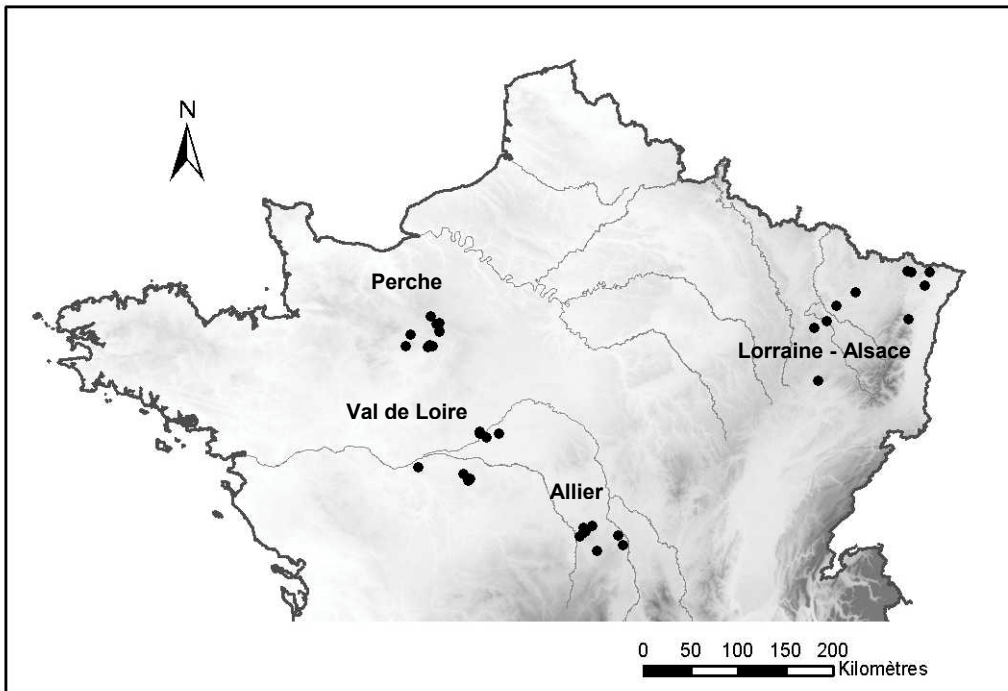 N
Perche
Lorraine - Alsace
Val de Loire
Allier
0 50 100 150 200
Kilomètres